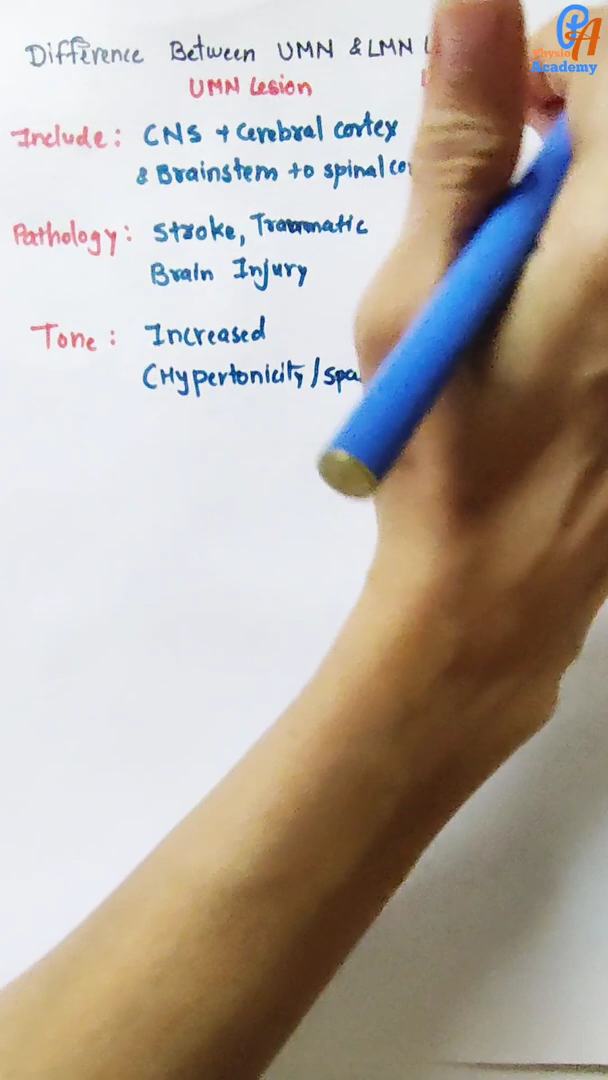 Difference Between UMN & LMN
UMN Lesion
Include: CNS + Cerebral cortex
& Brainstem to spinal
Pathology: Stroke, Traumatic
Brain Injury
Tone: Increased
(Hypertonicity/
Physio
Academy